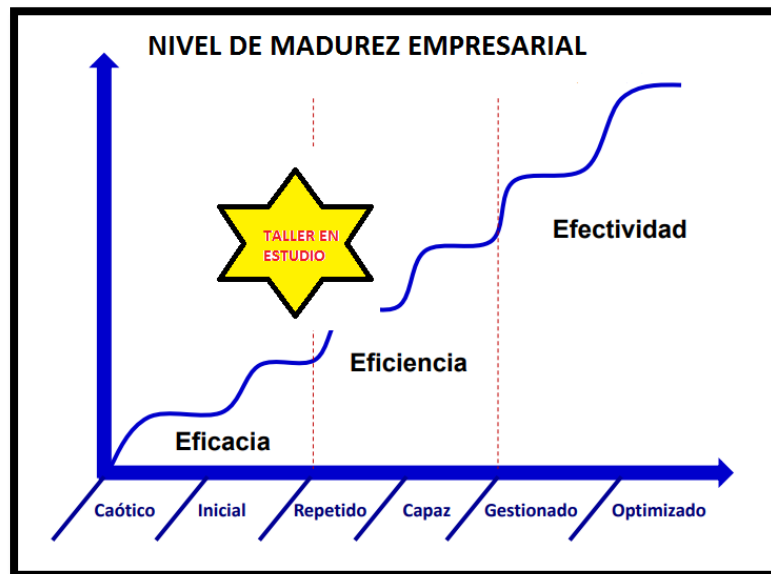 NIVEL DE MADUREZ EMPRESARIAL
TALLER EN
ESTUDIO
Efectividad
Eficiencia
Eficacia
Caótico Inicial Repetido Capaz Gestionado Optimizado